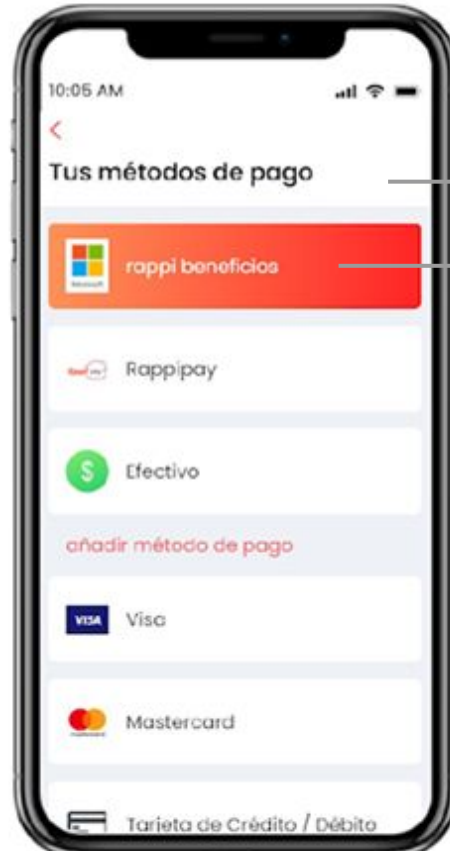 10:05 AM
Tus métodos de pago
rappi beneficios
Microsoft
Rappipay
$
Efectivo
añadir método de pago
VISA
Visa
Mastercard
Tarjeta de Crédito / Débito